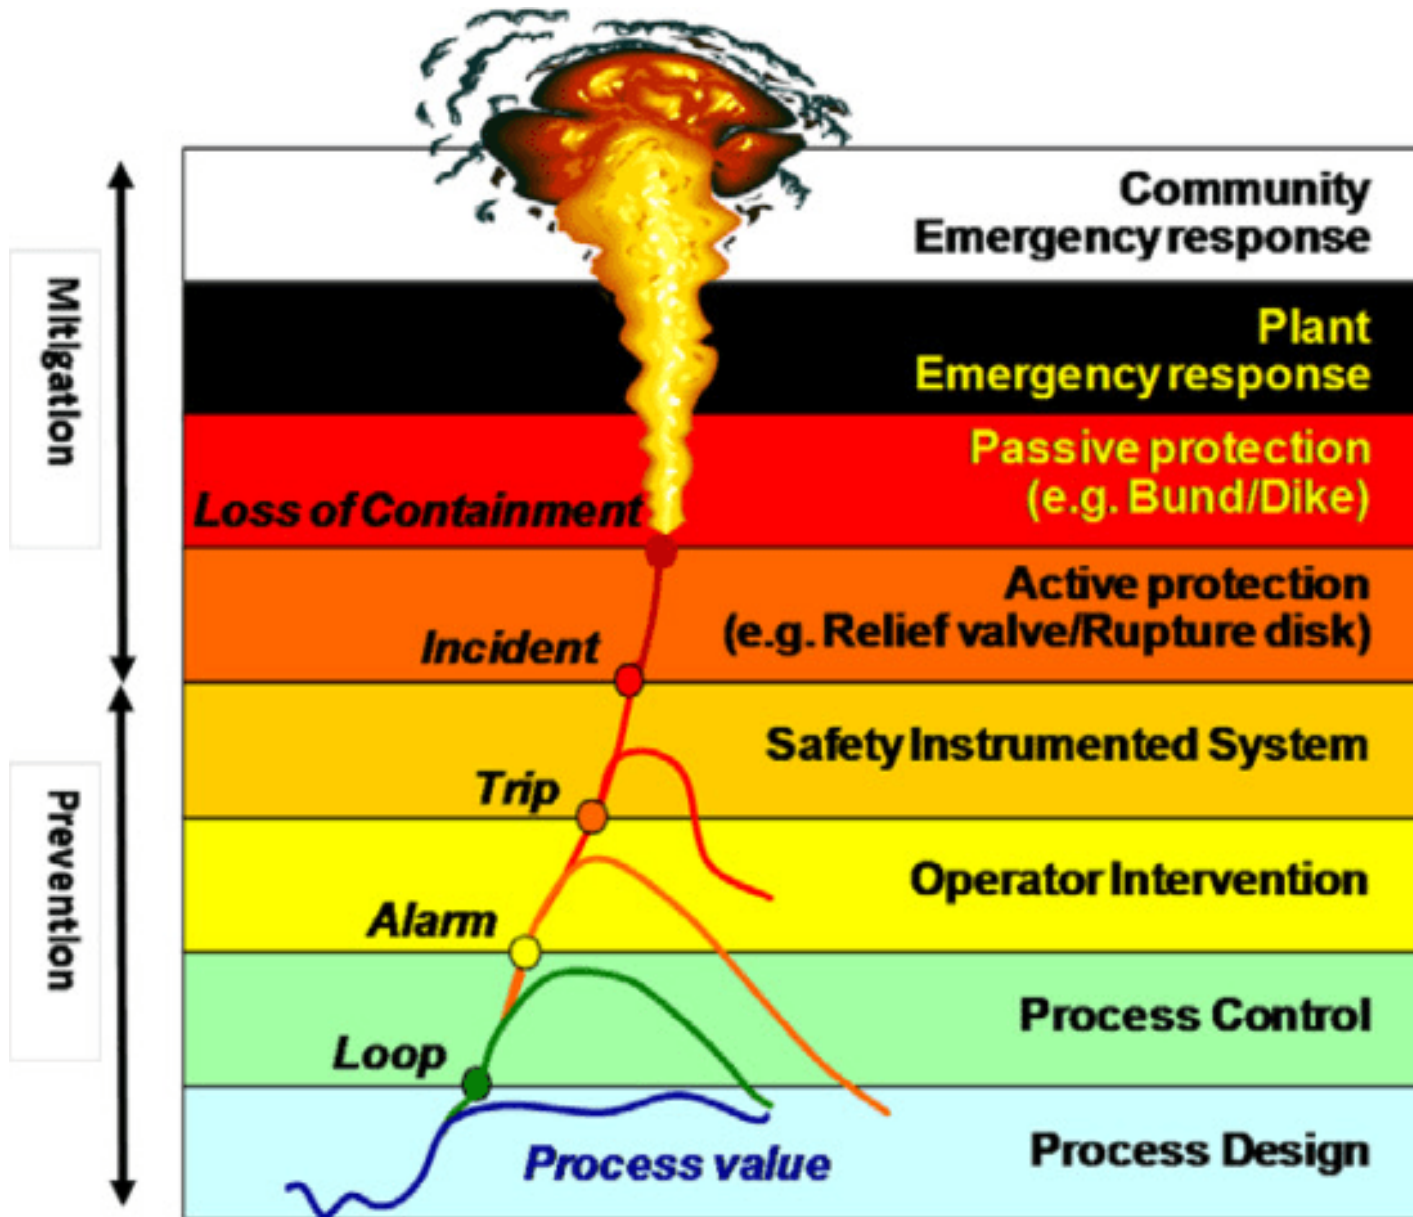 Community
Emergency response
Plant
Emergency response
Passive protection
(e.g. Bund/Dike)
Loss of Containment
Active protection
(e.g. Relief valve/Rupture disk)
Incident
Safety Instrumented System
Trip
Operator Intervention
Alarm
Process Control
Loop
Process Design
Process value
Mitigation
Prevention